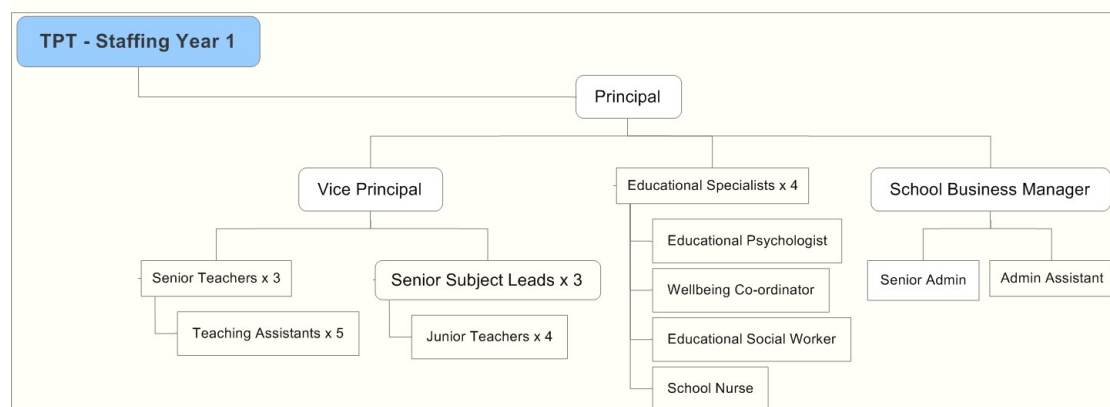 TPT - Staffing Year 1
Principal
Vice Principal
Educational Specialists x 4
School Business Manager
Educational Psychologist
Senior Teachers x 3
Senior Subject Leads x 3
Senior Admin
Admin Assistant
Wellbeing Co-ordinator
Teaching Assistants x 5
Junior Teachers x 4
Educational Social Worker
School Nurse